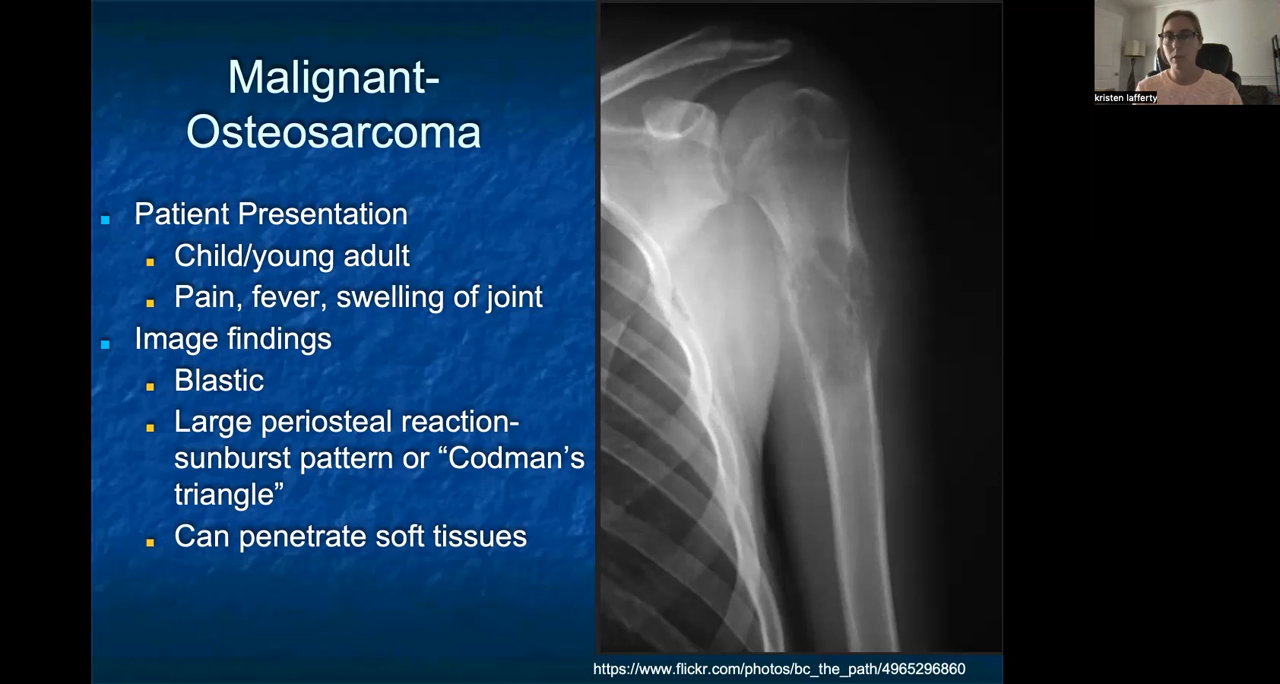 Malignant-
Osteosarcoma
Patient Presentation
Child/young adult
Pain, fever, swelling of joint
Image findings
Blastic
Large periosteal reaction-
sunburst pattern or “Codman’s
triangle”
Can penetrate soft tissues
https://www.flickr.com/photos/bc_the_path/4965296860
kristen lafferty